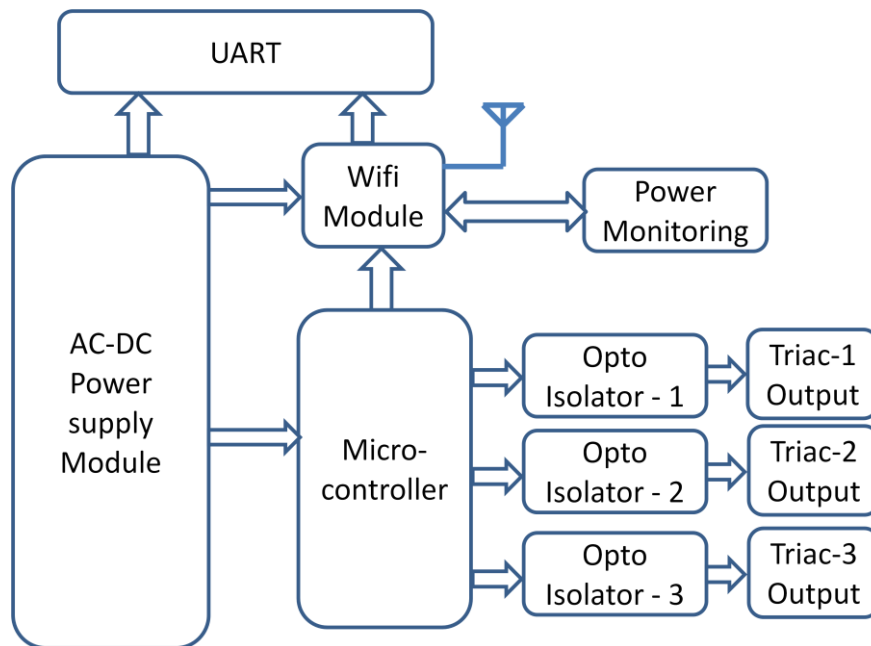 UART
Wifi
Module
Power
Monitoring
AC-DC
Power
supply
Module
Micro-
controller
Opto
Isolator - 1
Triac-1
Output
Opto
Isolator - 2
Triac-2
Output
Opto
Isolator - 3
Triac-3
Output